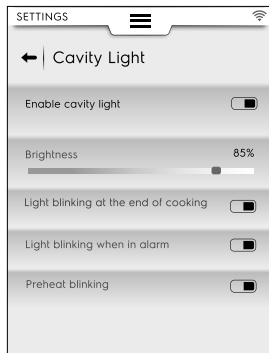 SETTINGS
Cavity Light
Enable cavity light
Brightness 85%
Light blinking at the end of cooking
Light blinking when in alarm
Preheat blinking